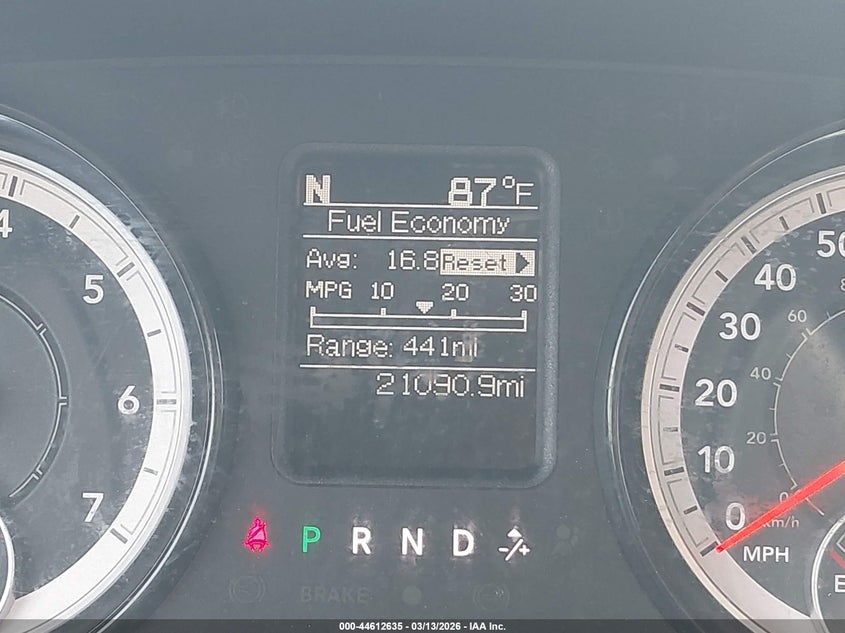 N 87°F
Fuel Economy
Avg: 16.8 Reset
MPG 10 20 30
Range: 441mi
21090.9mi
4
5
6
7
P R N D
BRAKE
50
40
30
20
10
0
60
40
20
0
km/h
MPH
000-44612635 - 03/13/2026 - IAA Inc.